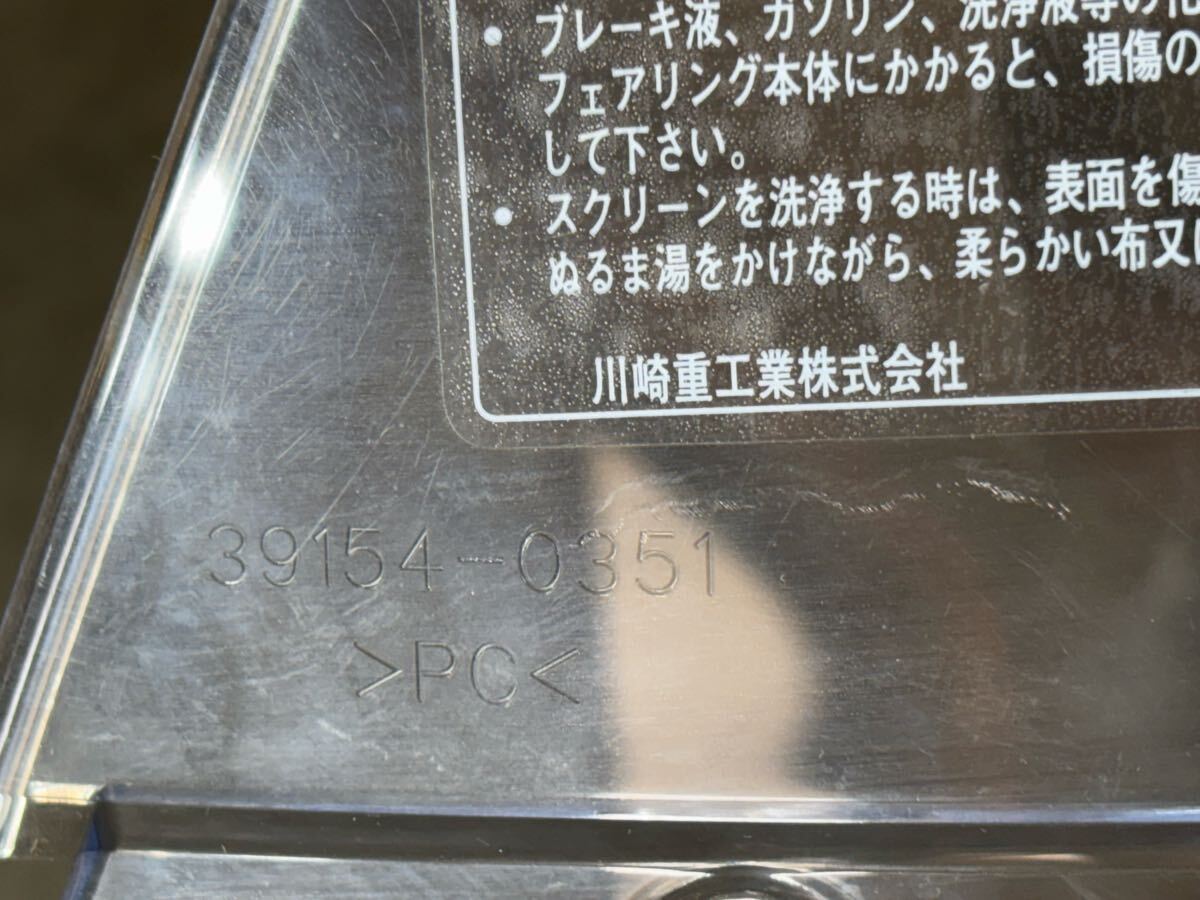 • ブレーキ液、ガソリン、洗浄液等の化
フェアリング本体にかかると、損傷の
して下さい。
• スクリーンを洗浄する時は、表面を傷
ぬるま湯をかけながら、柔らかい布又は
川崎重工業株式会社
39154-0351
>PC<